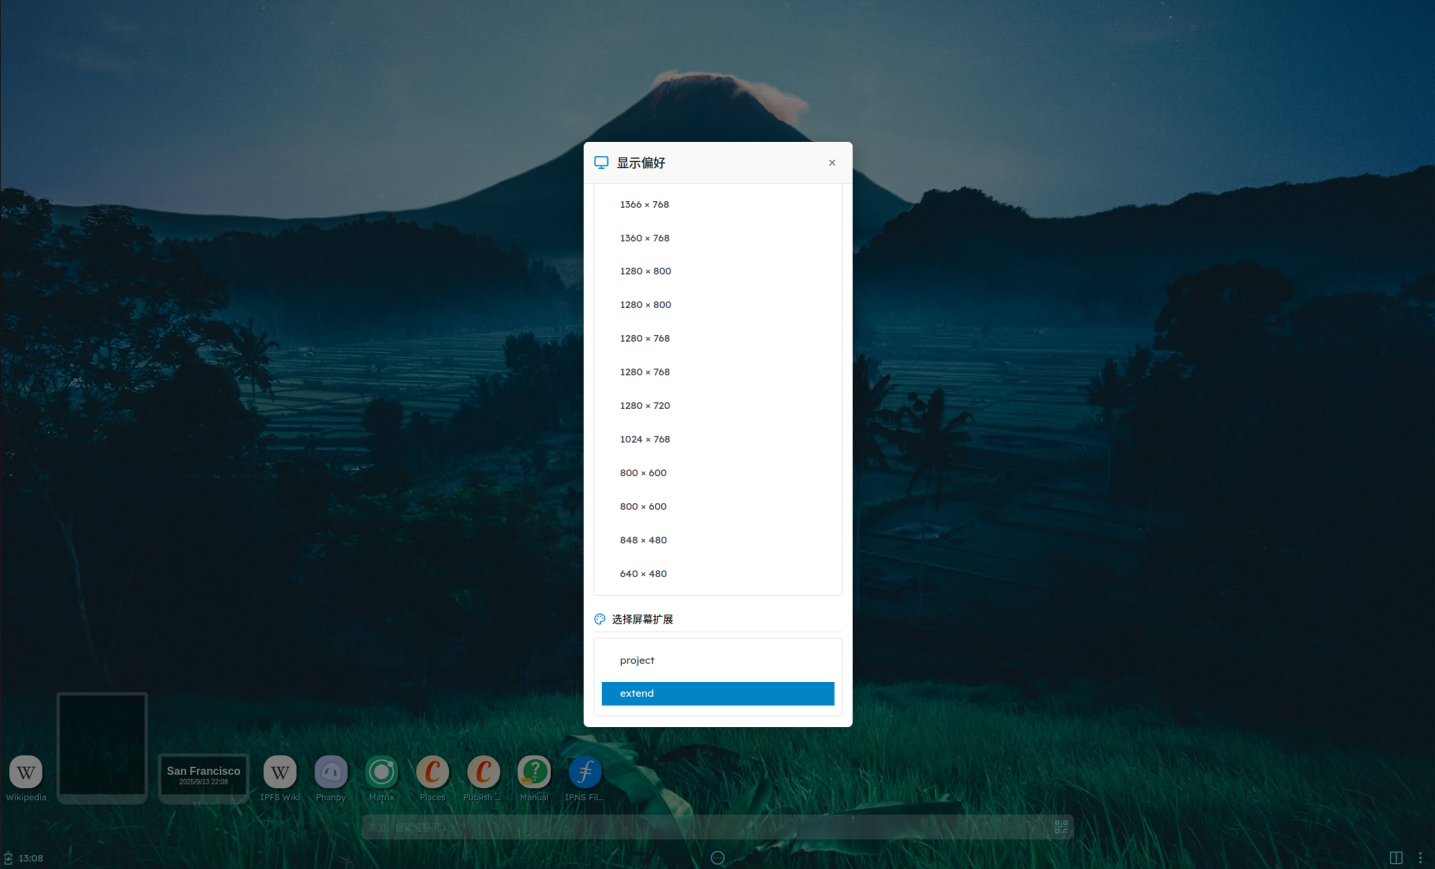 显示偏好
1366 × 768
1360 × 768
1280 × 800
1280 × 800
1280 × 768
1280 × 768
1280 × 720
1024 × 768
800 × 600
800 × 600
848 × 480
640 × 480
选择屏幕扩展
project
extend
San Francisco
2025/9/13 22:08
Wikipedia
IPFS Wiki
Phanpy
Matrix
Places
Publish ...
Manual
IPNS Fil...
13:08